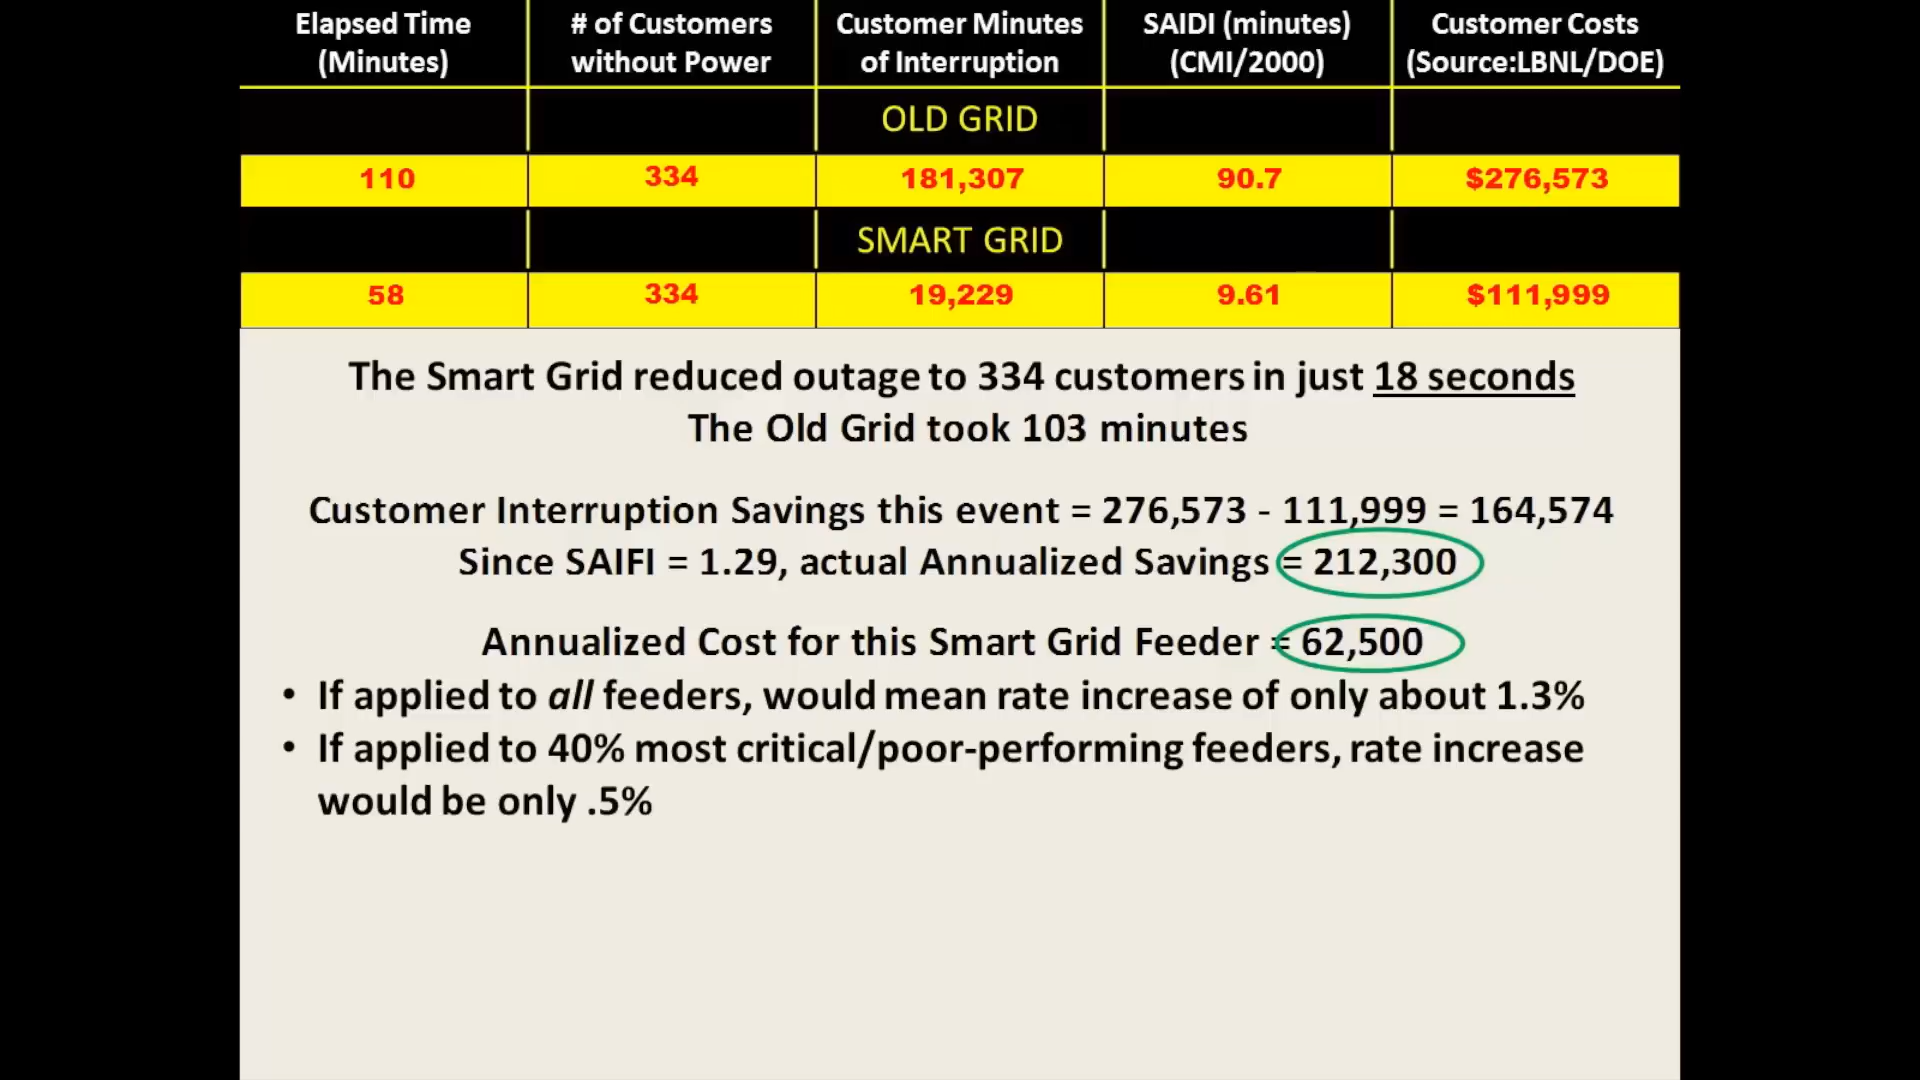 Elapsed Time (Minutes)
# of Customers without Power
Customer Minutes of Interruption
SAIDI (minutes) (CMI/2000)
Customer Costs (Source:LBNL/DOE)
OLD GRID
110 334 181,307 90.7 $276,573
SMART GRID
58 334 19,229 9.61 $111,999
The Smart Grid reduced outage to 334 customers in just 18 seconds
The Old Grid took 103 minutes
Customer Interruption Savings this event = 276,573 - 111,999 = 164,574
Since SAIFI = 1.29, actual Annualized Savings = 212,300
Annualized Cost for this Smart Grid Feeder = 62,500
• If applied to all feeders, would mean rate increase of only about 1.3%
• If applied to 40% most critical/poor-performing feeders, rate increase
would be only .5%